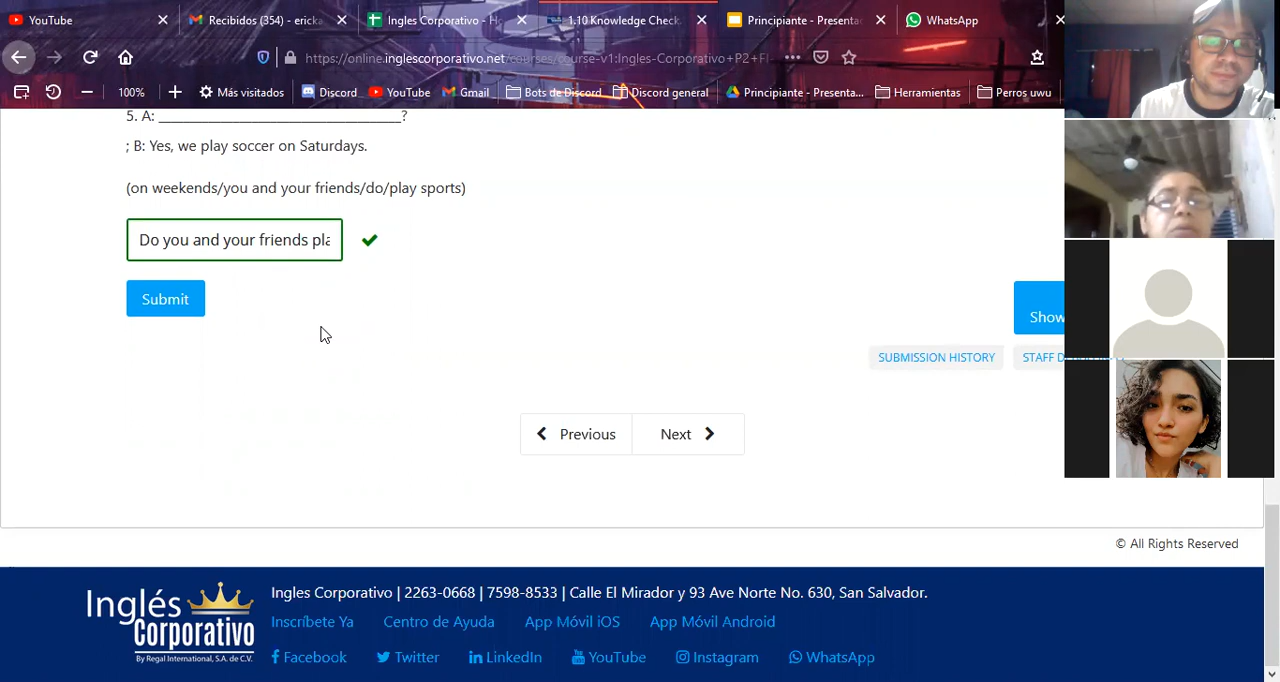 YouTube
Recibidos (354) - ericka
Ingles Corporativo - Ho
1.10 Knowledge Check.
Principiante - Presenta
WhatsApp
https://online.inglescorporativo.net/courses/course-v1:Ingles-Corporativo+P2+Fl
100%
Más visitados
Discord
YouTube
Gmail
Bots de Discord
Discord general
Principiante - Presenta...
Herramientas
Perros uwu
5. A: ________________________________?
; B: Yes, we play soccer on Saturdays.
(on weekends/you and your friends/do/play sports)
Do you and your friends pla
Submit
Show
SUBMISSION HISTORY
Previous
Next
© All Rights Reserved
Inglés Corporativo
By Regal International, S.A. de C.V.
Ingles Corporativo | 2263-0668 | 7598-8533 | Calle El Mirador y 93 Ave Norte No. 630, San Salvador.
Inscríbete Ya
Centro de Ayuda
App Móvil iOS
App Móvil Android
Facebook
Twitter
LinkedIn
YouTube
Instagram
WhatsApp